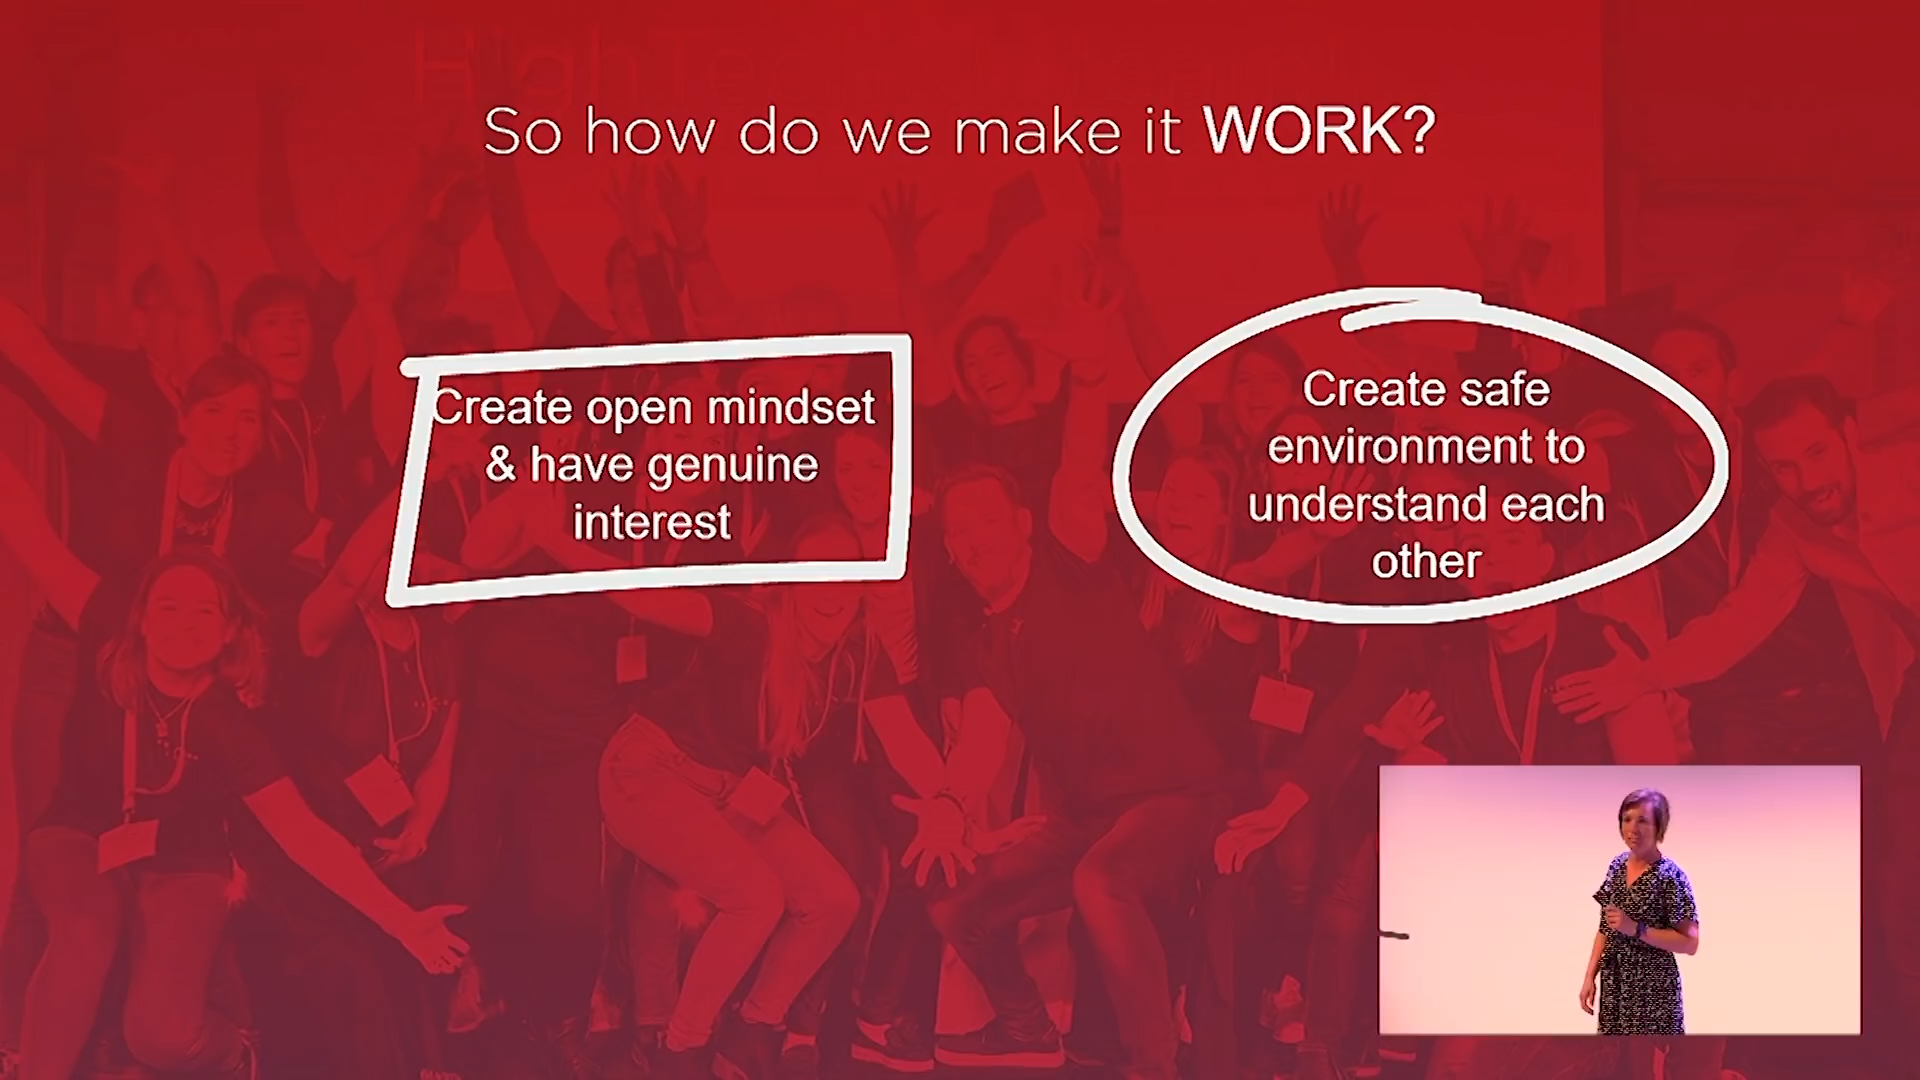 So how do we make it WORK?
Create open mindset
& have genuine
interest
Create safe
environment to
understand each
other